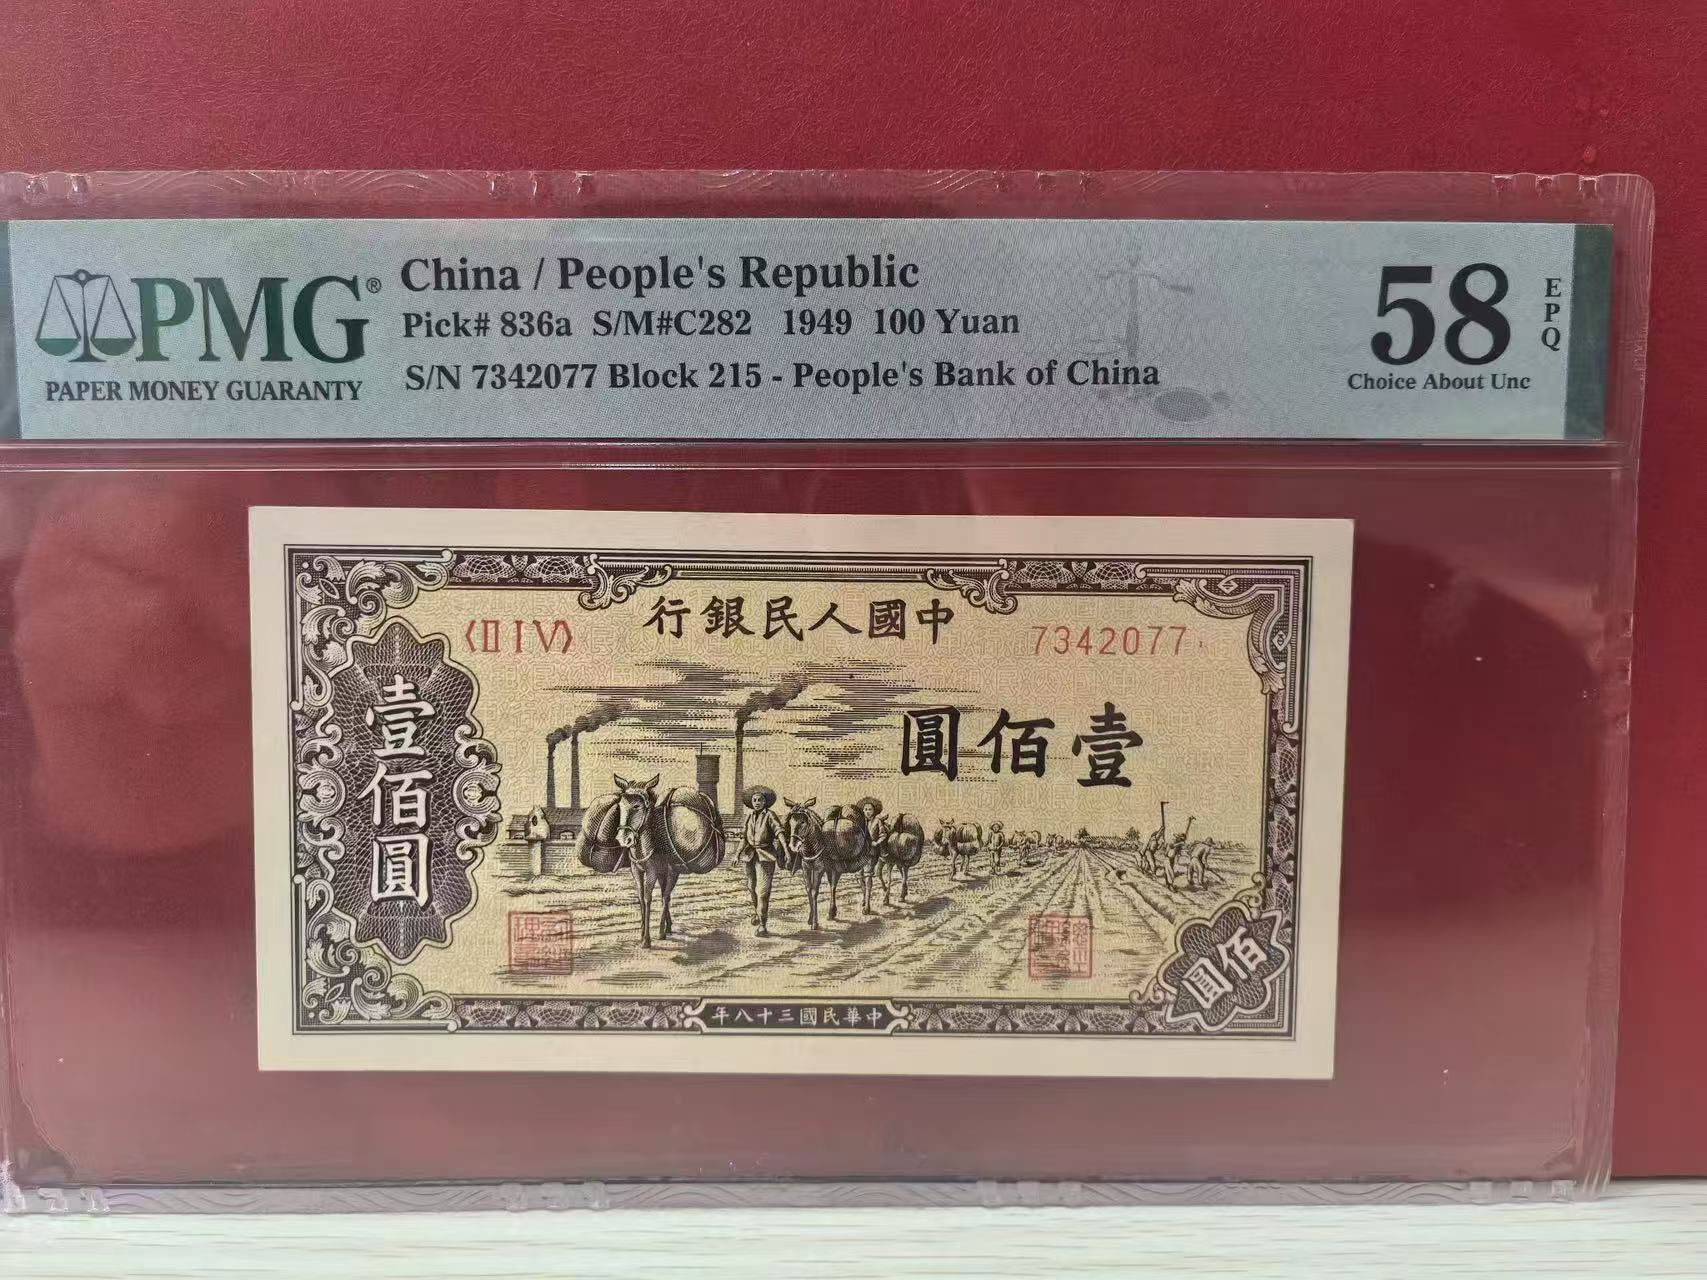 PMG®
PAPER MONEY GUARANTY
China / People's Republic
Pick# 836a S/M#C282 1949 100 Yuan
S/N 7342077 Block 215 - People's Bank of China
58
EPQ
Choice About Unc
行銀民人國中
〈II I V〉
7342077
圓佰壹
壹佰圓
佰圓
年八十三國民華中